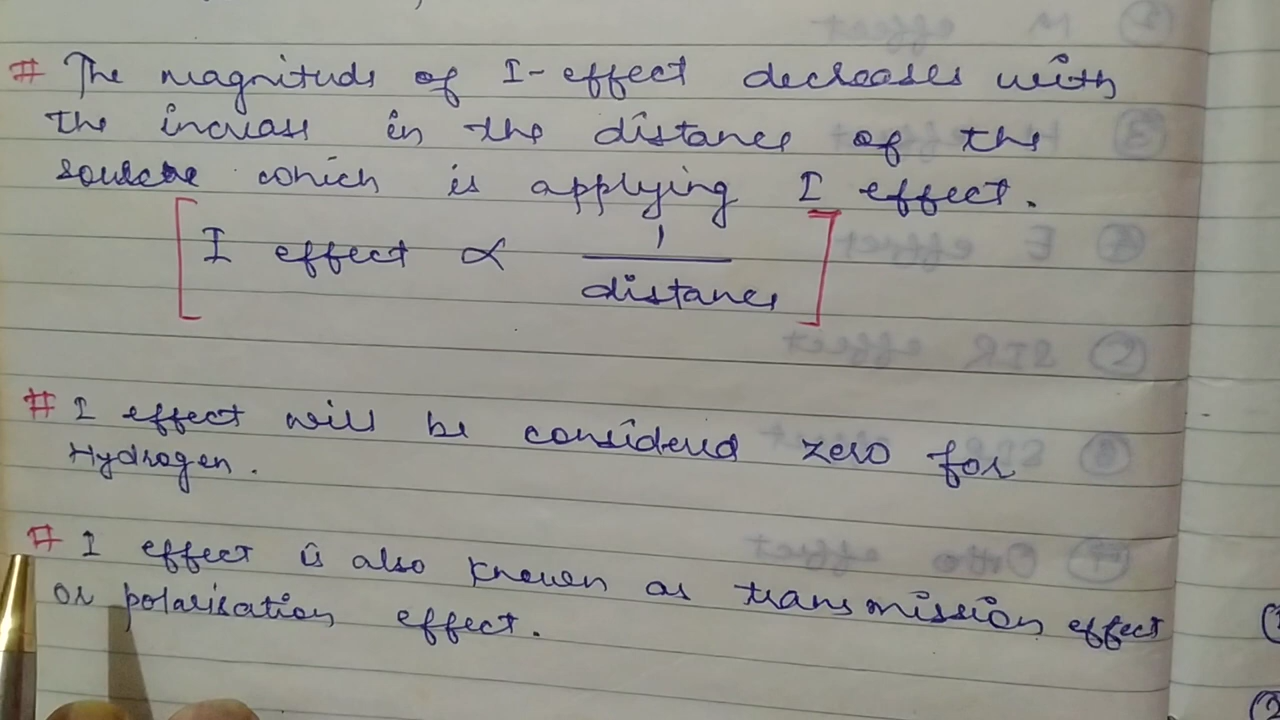 # The magnitude of I-effect decreases with
the increase in the distance of the
source which is applying I effect.
[ I effect ∝ 1 / distance ]
# I effect will be considered zero for
Hydrogen.
# I effect is also known as transmission effect
or polarisation effect.